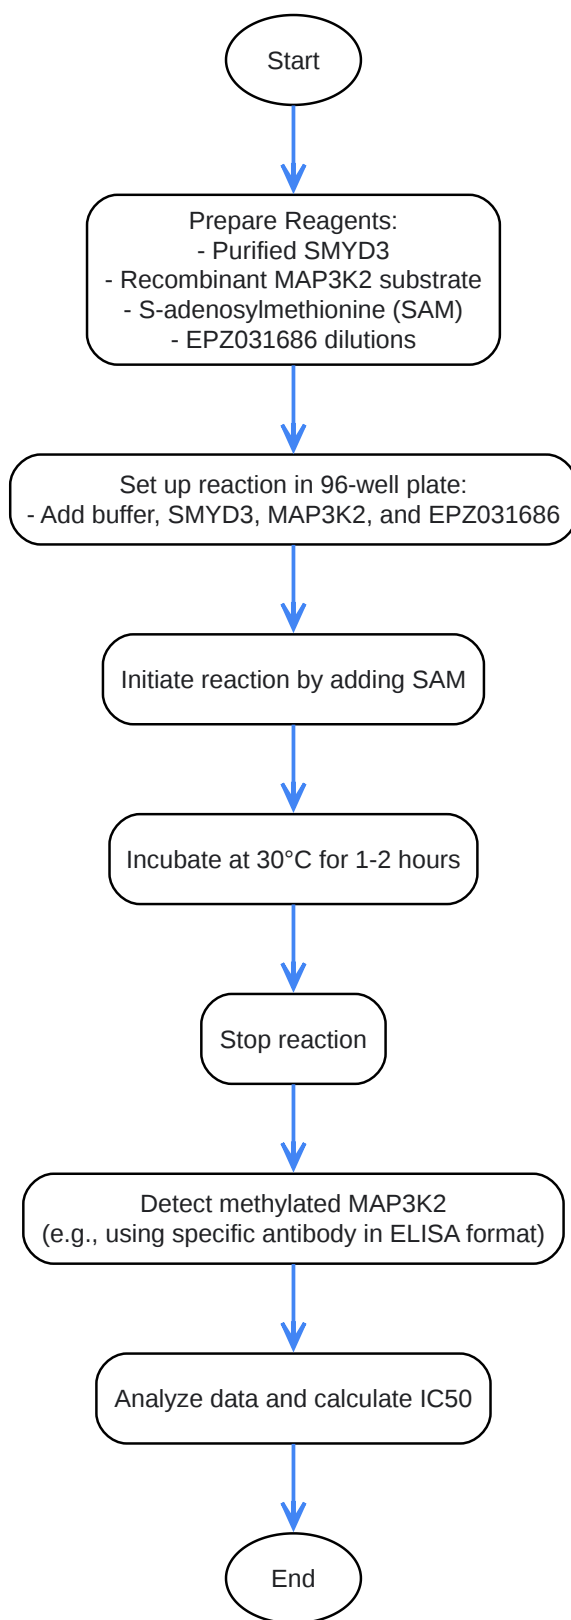 Start
Prepare Reagents:
- Purified SMYD3
- Recombinant MAP3K2 substrate
- S-adenosylmethionine (SAM)
- EPZ031686 dilutions
Set up reaction in 96-well plate:
- Add buffer, SMYD3, MAP3K2, and EPZ031686
Initiate reaction by adding SAM
Incubate at 30°C for 1-2 hours
Stop reaction
Detect methylated MAP3K2
(e.g., using specific antibody in ELISA format)
Analyze data and calculate IC50
End